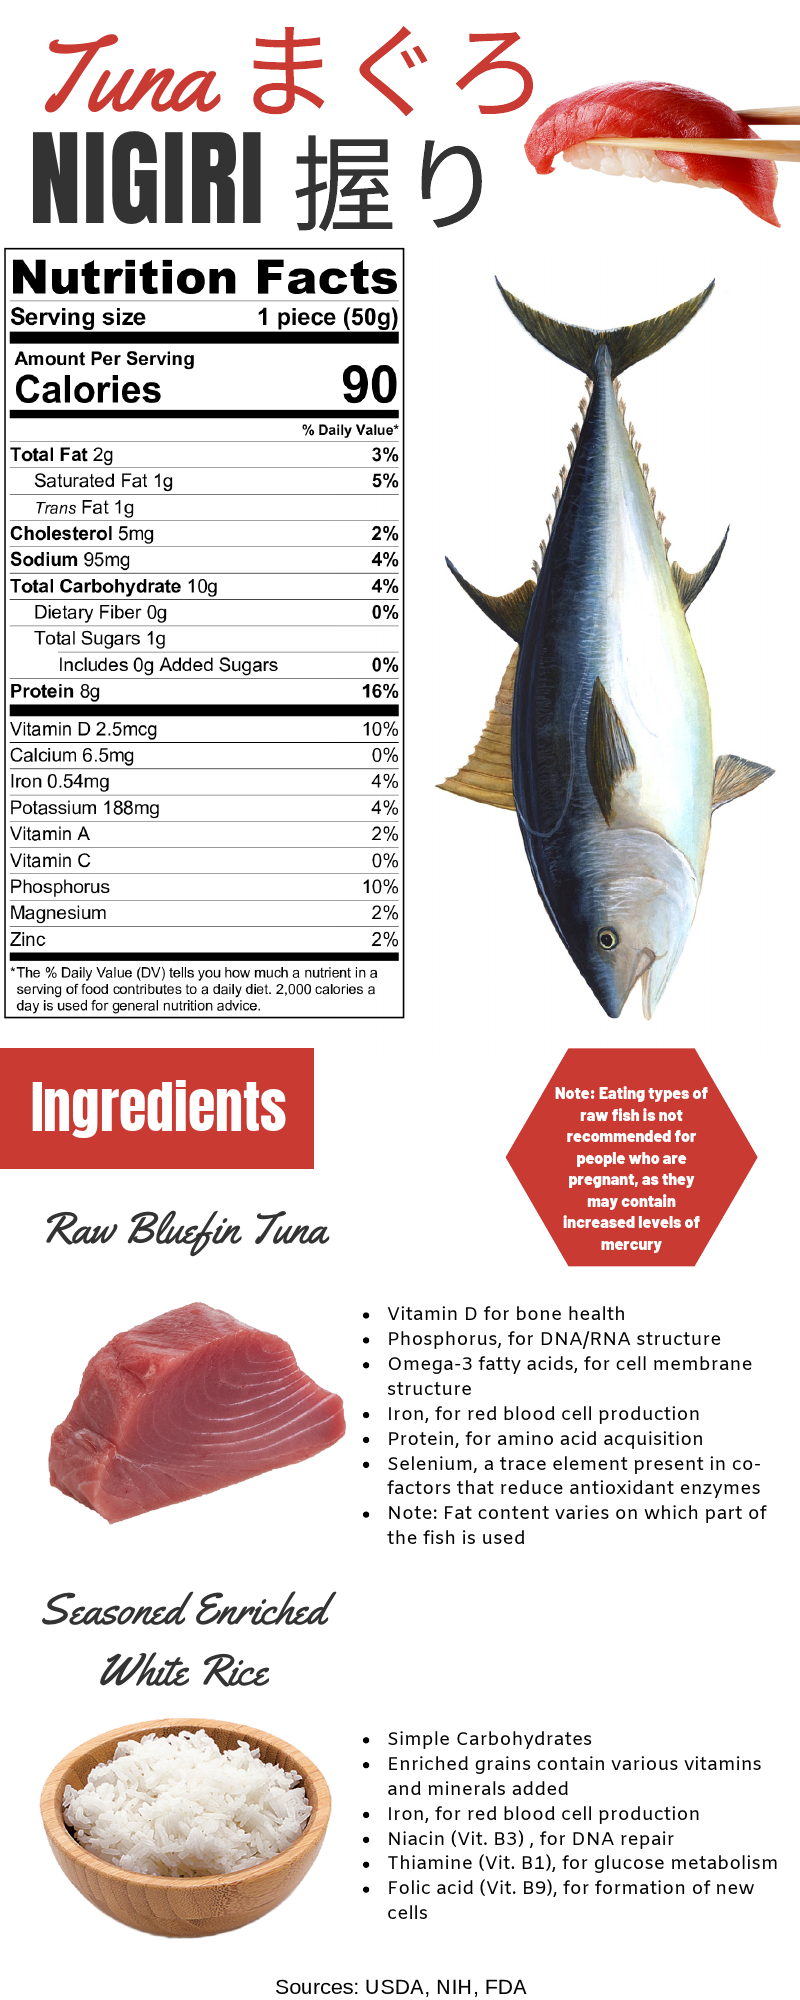 Tuna まぐろ
NIGIRI 握り
Nutrition Facts
Serving size 1 piece (50g)
Amount Per Serving
Calories 90
% Daily Value*
Total Fat 2g 3%
Saturated Fat 1g 5%
Trans Fat 1g
Cholesterol 5mg 2%
Sodium 95mg 4%
Total Carbohydrate 10g 4%
Dietary Fiber 0g 0%
Total Sugars 1g
Includes 0g Added Sugars 0%
Protein 8g 16%
Vitamin D 2.5mcg 10%
Calcium 6.5mg 0%
Iron 0.54mg 4%
Potassium 188mg 4%
Vitamin A 2%
Vitamin C 0%
Phosphorus 10%
Magnesium 2%
Zinc 2%
*The % Daily Value (DV) tells you how much a nutrient in a
serving of food contributes to a daily diet. 2,000 calories a
day is used for general nutrition advice.
Ingredients
Note: Eating types of
raw fish is not
recommended for
people who are
pregnant, as they
may contain
increased levels of
mercury
Raw Bluefin Tuna
• Vitamin D for bone health
• Phosphorus, for DNA/RNA structure
• Omega-3 fatty acids, for cell membrane
structure
• Iron, for red blood cell production
• Protein, for amino acid acquisition
• Selenium, a trace element present in co-
factors that reduce antioxidant enzymes
• Note: Fat content varies on which part of
the fish is used
Seasoned Enriched
White Rice
• Simple Carbohydrates
• Enriched grains contain various vitamins
and minerals added
• Iron, for red blood cell production
• Niacin (Vit. B3) , for DNA repair
• Thiamine (Vit. B1), for glucose metabolism
• Folic acid (Vit. B9), for formation of new
cells
Sources: USDA, NIH, FDA